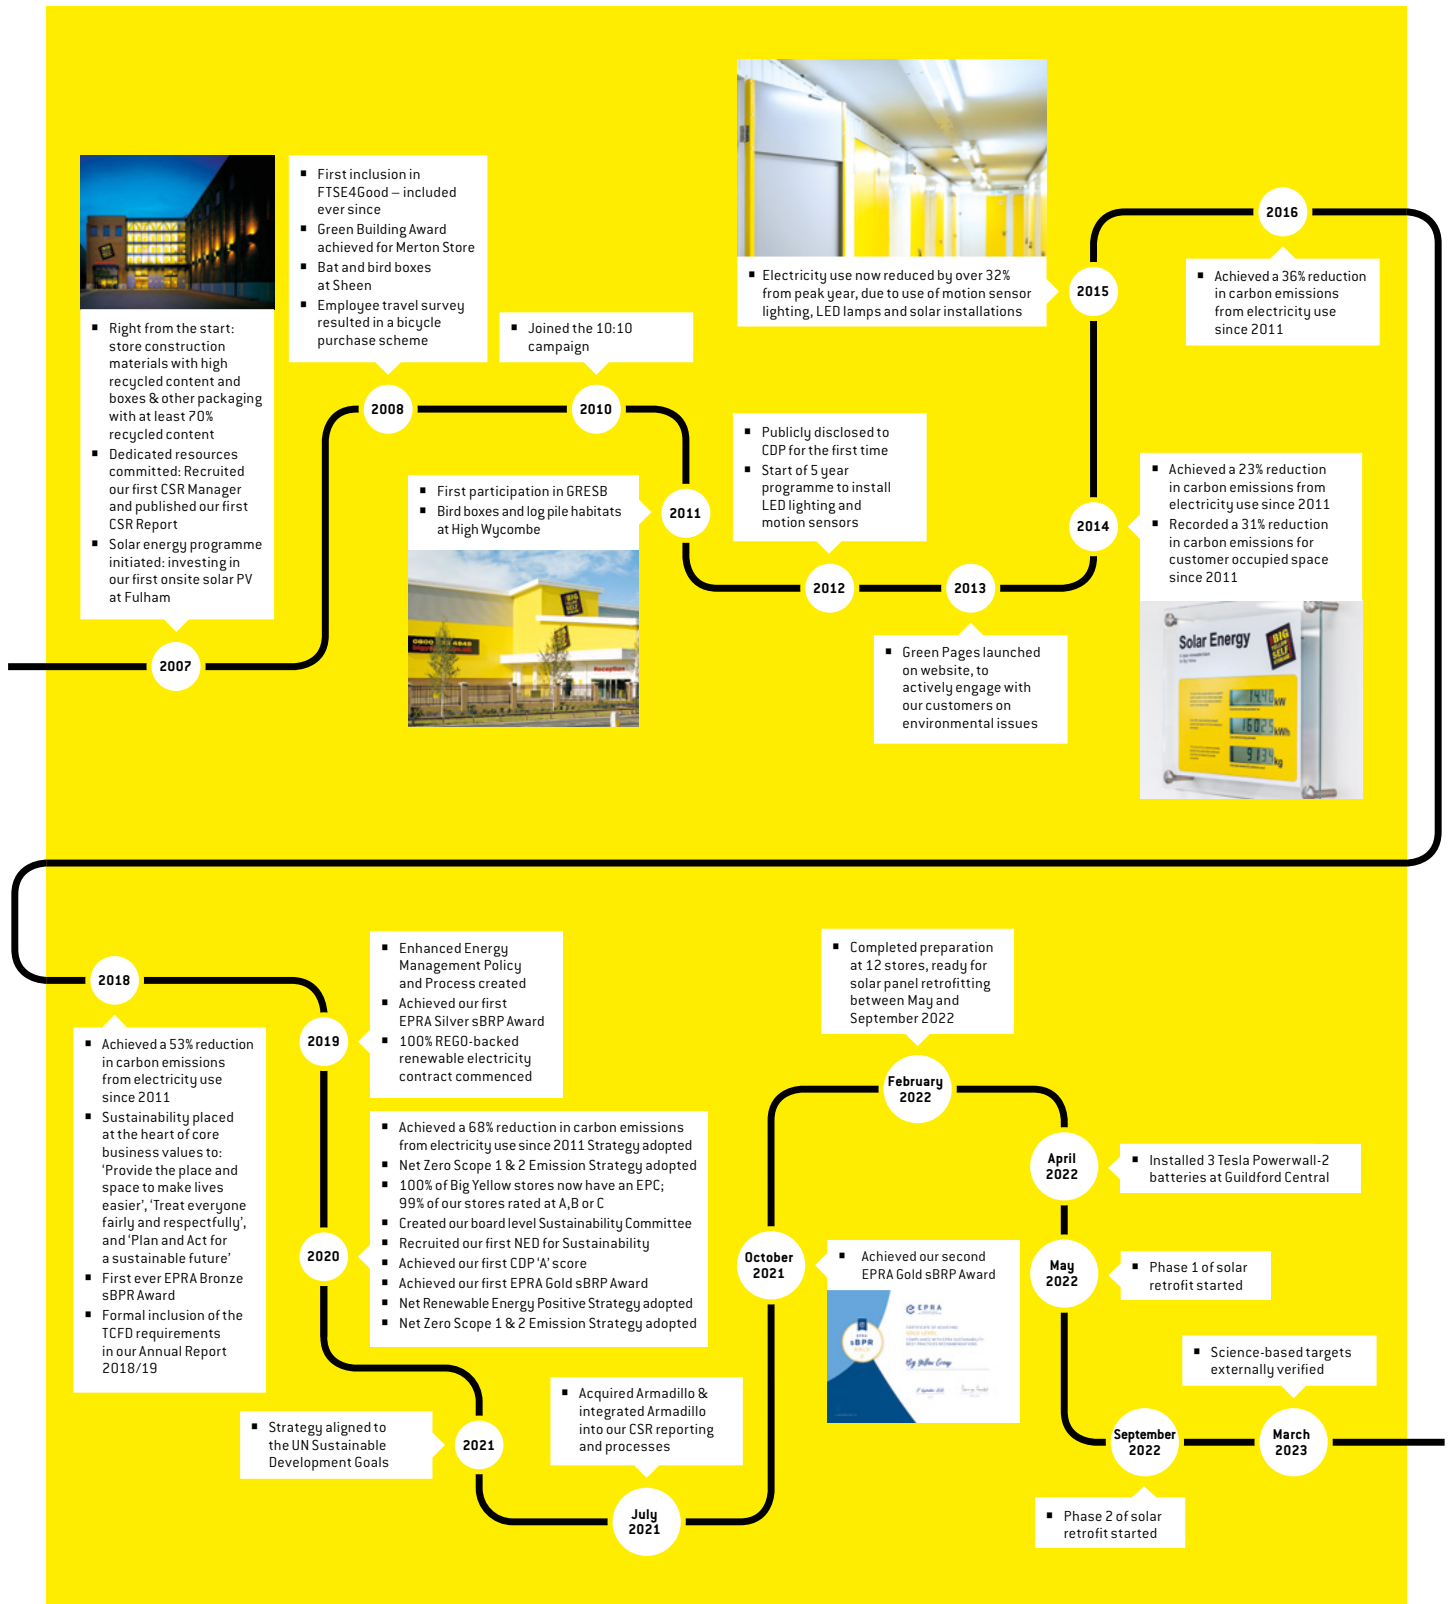 ■ Right from the start:
store construction
materials with high
recycled content and
boxes & other packaging
with at least 70%
recycled content
■ Dedicated resources
committed: Recruited
our first CSR Manager
and published our first
CSR Report
■ Solar energy programme
initiated: investing in
our first onsite solar PV
at Fulham
2007
■ First inclusion in
FTSE4Good – included
ever since
■ Green Building Award
achieved for Merton Store
■ Bat and bird boxes
at Sheen
■ Employee travel survey
resulted in a bicycle
purchase scheme
2008
■ Joined the 10:10
campaign
2010
■ First participation in GRESB
■ Bird boxes and log pile habitats
at High Wycombe
Reception
2011
■ Publicly disclosed to
CDP for the first time
■ Start of 5 year
programme to install
LED lighting and
motion sensors
2012
2013
■ Green Pages launched
on website, to
actively engage with
our customers on
environmental issues
2014
■ Achieved a 23% reduction
in carbon emissions from
electricity use since 2011
■ Recorded a 31% reduction
in carbon emissions for
customer occupied space
since 2011
Solar Energy
BIG
YELLOW
SELF
STORAGE
kW
kWh
kg
■ Electricity use now reduced by over 32%
from peak year, due to use of motion sensor
lighting, LED lamps and solar installations
2015
2016
■ Achieved a 36% reduction
in carbon emissions
from electricity use
since 2011
2018
■ Achieved a 53% reduction
in carbon emissions
from electricity use
since 2011
■ Sustainability placed
at the heart of core
business values to:
‘Provide the place and
space to make lives
easier’, ‘Treat everyone
fairly and respectfully’,
and ‘Plan and Act for
a sustainable future’
■ First ever EPRA Bronze
sBPR Award
■ Formal inclusion of the
TCFD requirements
in our Annual Report
2018/19
2019
■ Enhanced Energy
Management Policy
and Process created
■ Achieved our first
EPRA Silver sBRP Award
■ 100% REGO-backed
renewable electricity
contract commenced
2020
■ Achieved a 68% reduction in carbon emissions
from electricity use since 2011 Strategy adopted
■ Net Zero Scope 1 & 2 Emission Strategy adopted
■ 100% of Big Yellow stores now have an EPC;
99% of our stores rated at A,B or C
■ Created our board level Sustainability Committee
■ Recruited our first NED for Sustainability
■ Achieved our first CDP ‘A’ score
■ Achieved our first EPRA Gold sBRP Award
■ Net Renewable Energy Positive Strategy adopted
■ Net Zero Scope 1 & 2 Emission Strategy adopted
2021
■ Strategy aligned to
the UN Sustainable
Development Goals
■ Acquired Armadillo &
integrated Armadillo
into our CSR reporting
and processes
July
2021
October
2021
■ Achieved our second
EPRA Gold sBRP Award
EPRA
sBPR
GOLD
Big Yellow Group
■ Completed preparation
at 12 stores, ready for
solar panel retrofitting
between May and
September 2022
February
2022
April
2022
■ Installed 3 Tesla Powerwall-2
batteries at Guildford Central
May
2022
■ Phase 1 of solar
retrofit started
September
2022
■ Phase 2 of solar
retrofit started
■ Science-based targets
externally verified
March
2023